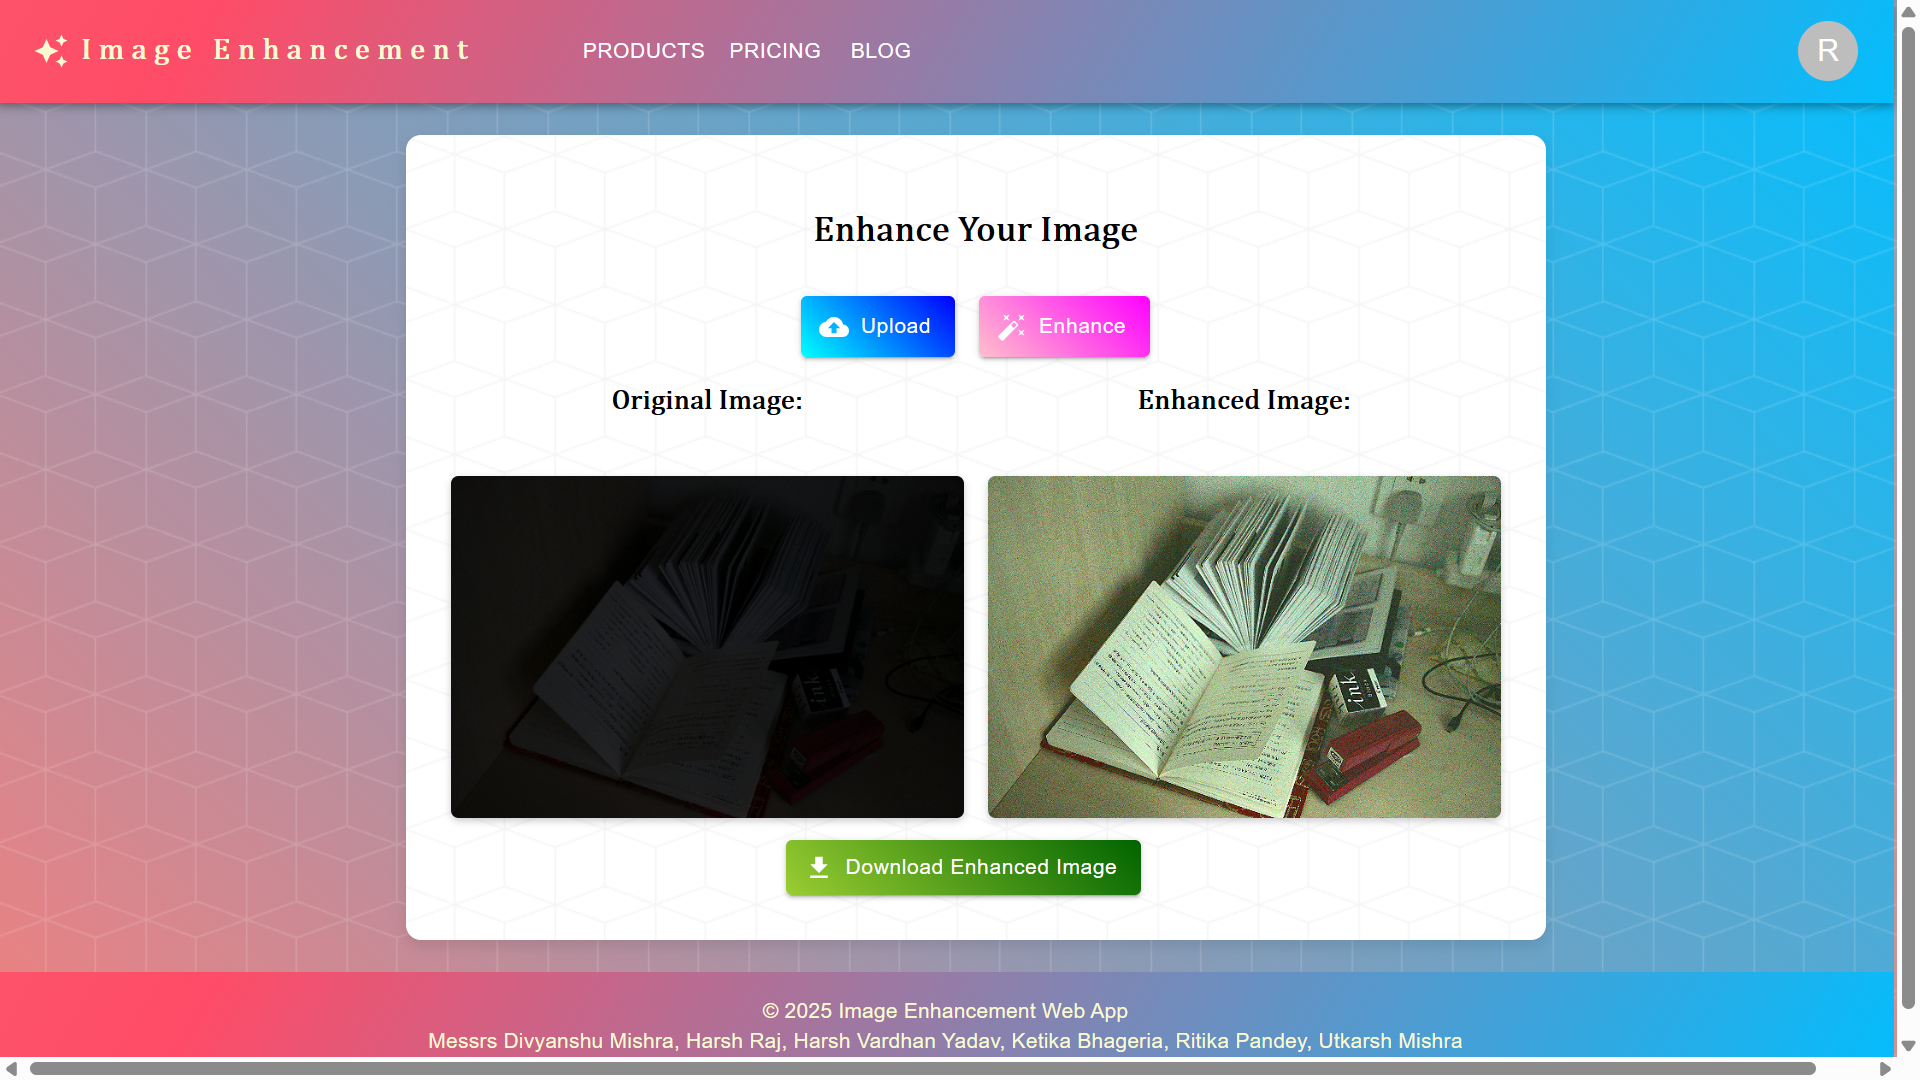 Image Enhancement
PRODUCTS
PRICING
BLOG
R
Enhance Your Image
Upload
Enhance
Original Image:
Enhanced Image:
ink
ink
Download Enhanced Image
© 2025 Image Enhancement Web App
Messrs Divyanshu Mishra, Harsh Raj, Harsh Vardhan Yadav, Ketika Bhageria, Ritika Pandey, Utkarsh Mishra